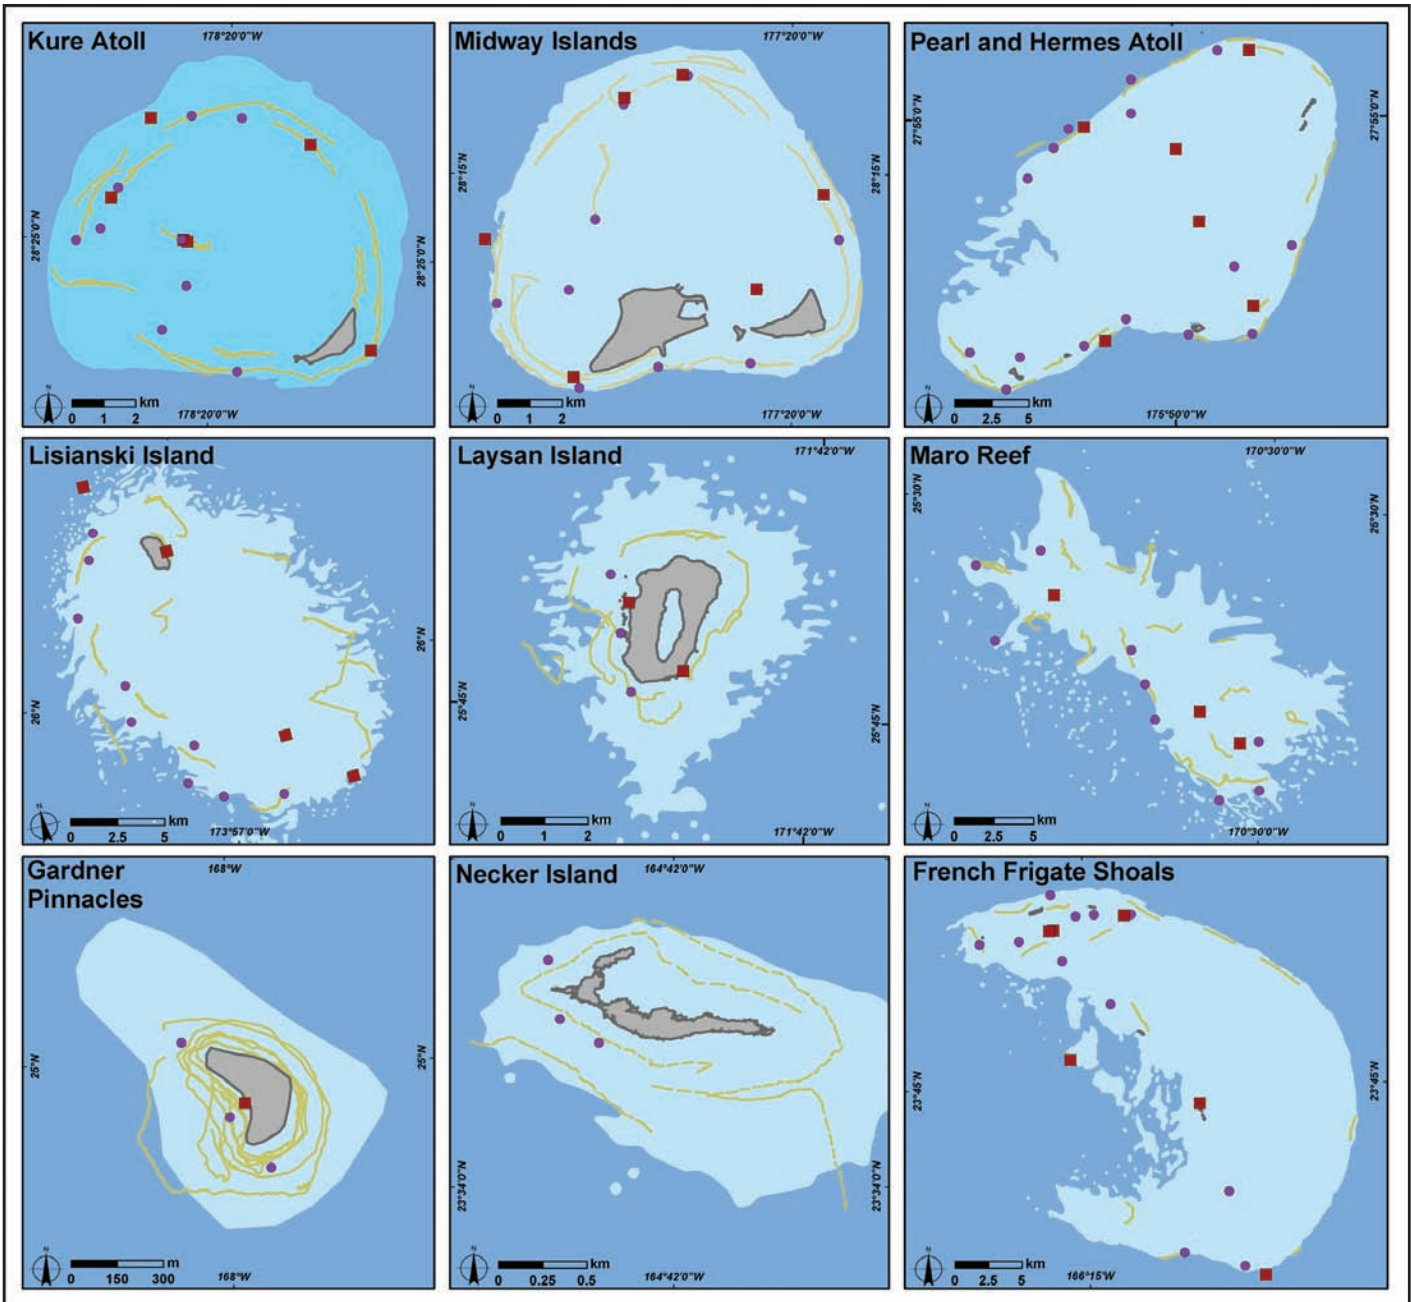 Kure Atoll
178°20'0"W
28°25'0"N
28°25'0"N
N
km
0 1 2
178°20'0"W
Midway Islands
177°20'0"W
28°15'N
28°15'N
N
km
0 1 2
177°20'0"W
Pearl and Hermes Atoll
27°55'0"N
27°55'0"N
N
km
0 2.5 5
175°50'0"W
Lisianski Island
26°N
26°N
N
km
0 2.5 5
173°57'0"W
Laysan Island
171°42'0"W
25°45'N
25°45'N
N
km
0 1 2
171°42'0"W
Maro Reef
170°30'0"W
25°30'N
25°30'N
N
km
0 2.5 5
170°30'0"W
Gardner
Pinnacles
168°W
25°N
25°N
N
m
0 150 300
168°W
Necker Island
164°42'0"W
23°34'0"N
23°34'0"N
N
km
0 0.25 0.5
164°42'0"W
French Frigate Shoals
23°45'N
23°45'N
N
km
0 2.5 5
166°15'W